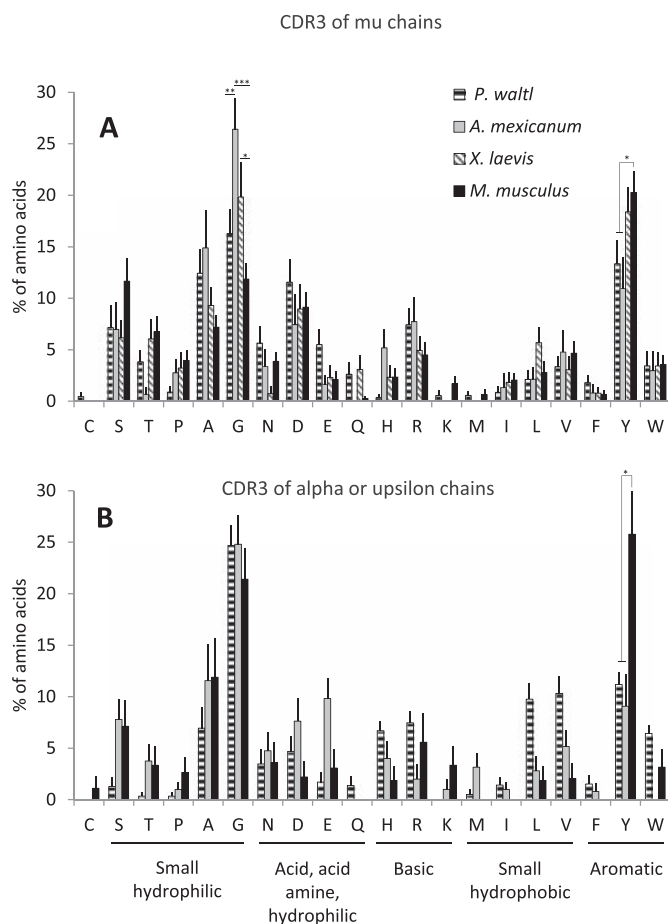 CDR3 of mu chains
A
% of amino acids
30
25
20
15
10
5
0
** ***
*
*
P. waltl
A. mexicanum
X. laevis
M. musculus
C S T P A G N D E Q H R K M I L V F Y W
CDR3 of alpha or upsilon chains
B
% of amino acids
30
25
20
15
10
5
0
*
C S T P A G N D E Q H R K M I L V F Y W
Small
hydrophilic
Acid, acid
amine,
hydrophilic
Basic
Small
hydrophobic
Aromatic